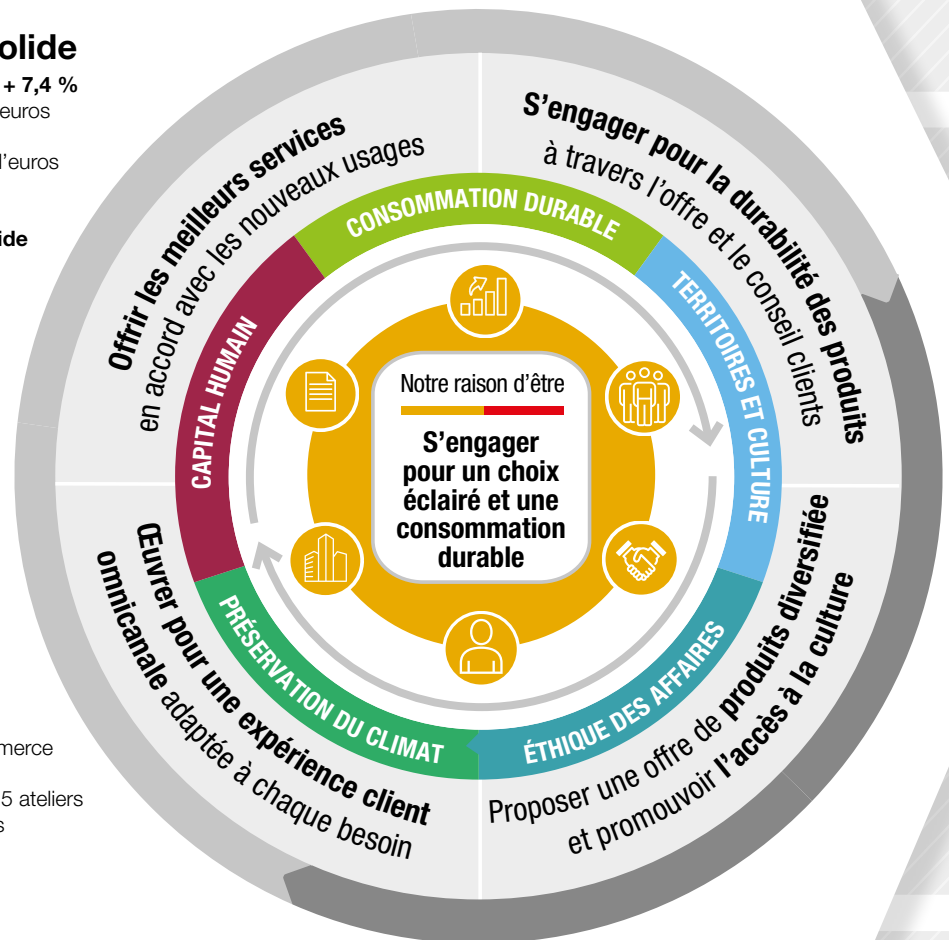 olide
+ 7,4 %
euros
d'euros
ide
merce
5 ateliers
s
Offrir les meilleurs services
en accord avec les nouveaux usages
S'engager pour la durabilité des produits
à travers l'offre et le conseil clients
CONSOMMATION DURABLE
TERRITOIRES ET CULTURE
CAPITAL HUMAIN
Notre raison d'être
S'engager
pour un choix
éclairé et une
consommation
durable
PRÉSERVATION DU CLIMAT
ÉTHIQUE DES AFFAIRES
Œuvrer pour une expérience client
omnicanale adaptée à chaque besoin
Proposer une offre de produits diversifiée
et promouvoir l'accès à la culture